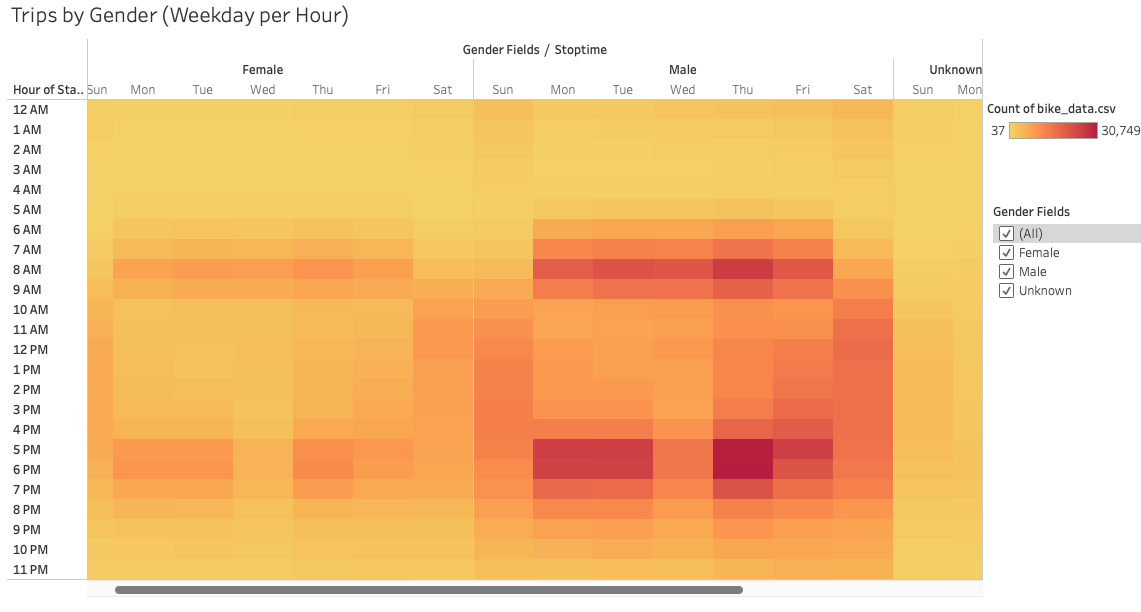 Trips by Gender (Weekday per Hour)
Gender Fields / Stoptime
Female Male Unknown
Hour of Sta.. Sun Mon Tue Wed Thu Fri Sat Sun Mon Tue Wed Thu Fri Sat Sun Mon
12 AM
1 AM
2 AM
3 AM
4 AM
5 AM
6 AM
7 AM
8 AM
9 AM
10 AM
11 AM
12 PM
1 PM
2 PM
3 PM
4 PM
5 PM
6 PM
7 PM
8 PM
9 PM
10 PM
11 PM
Count of bike_data.csv
37 30,749
Gender Fields
(All)
Female
Male
Unknown